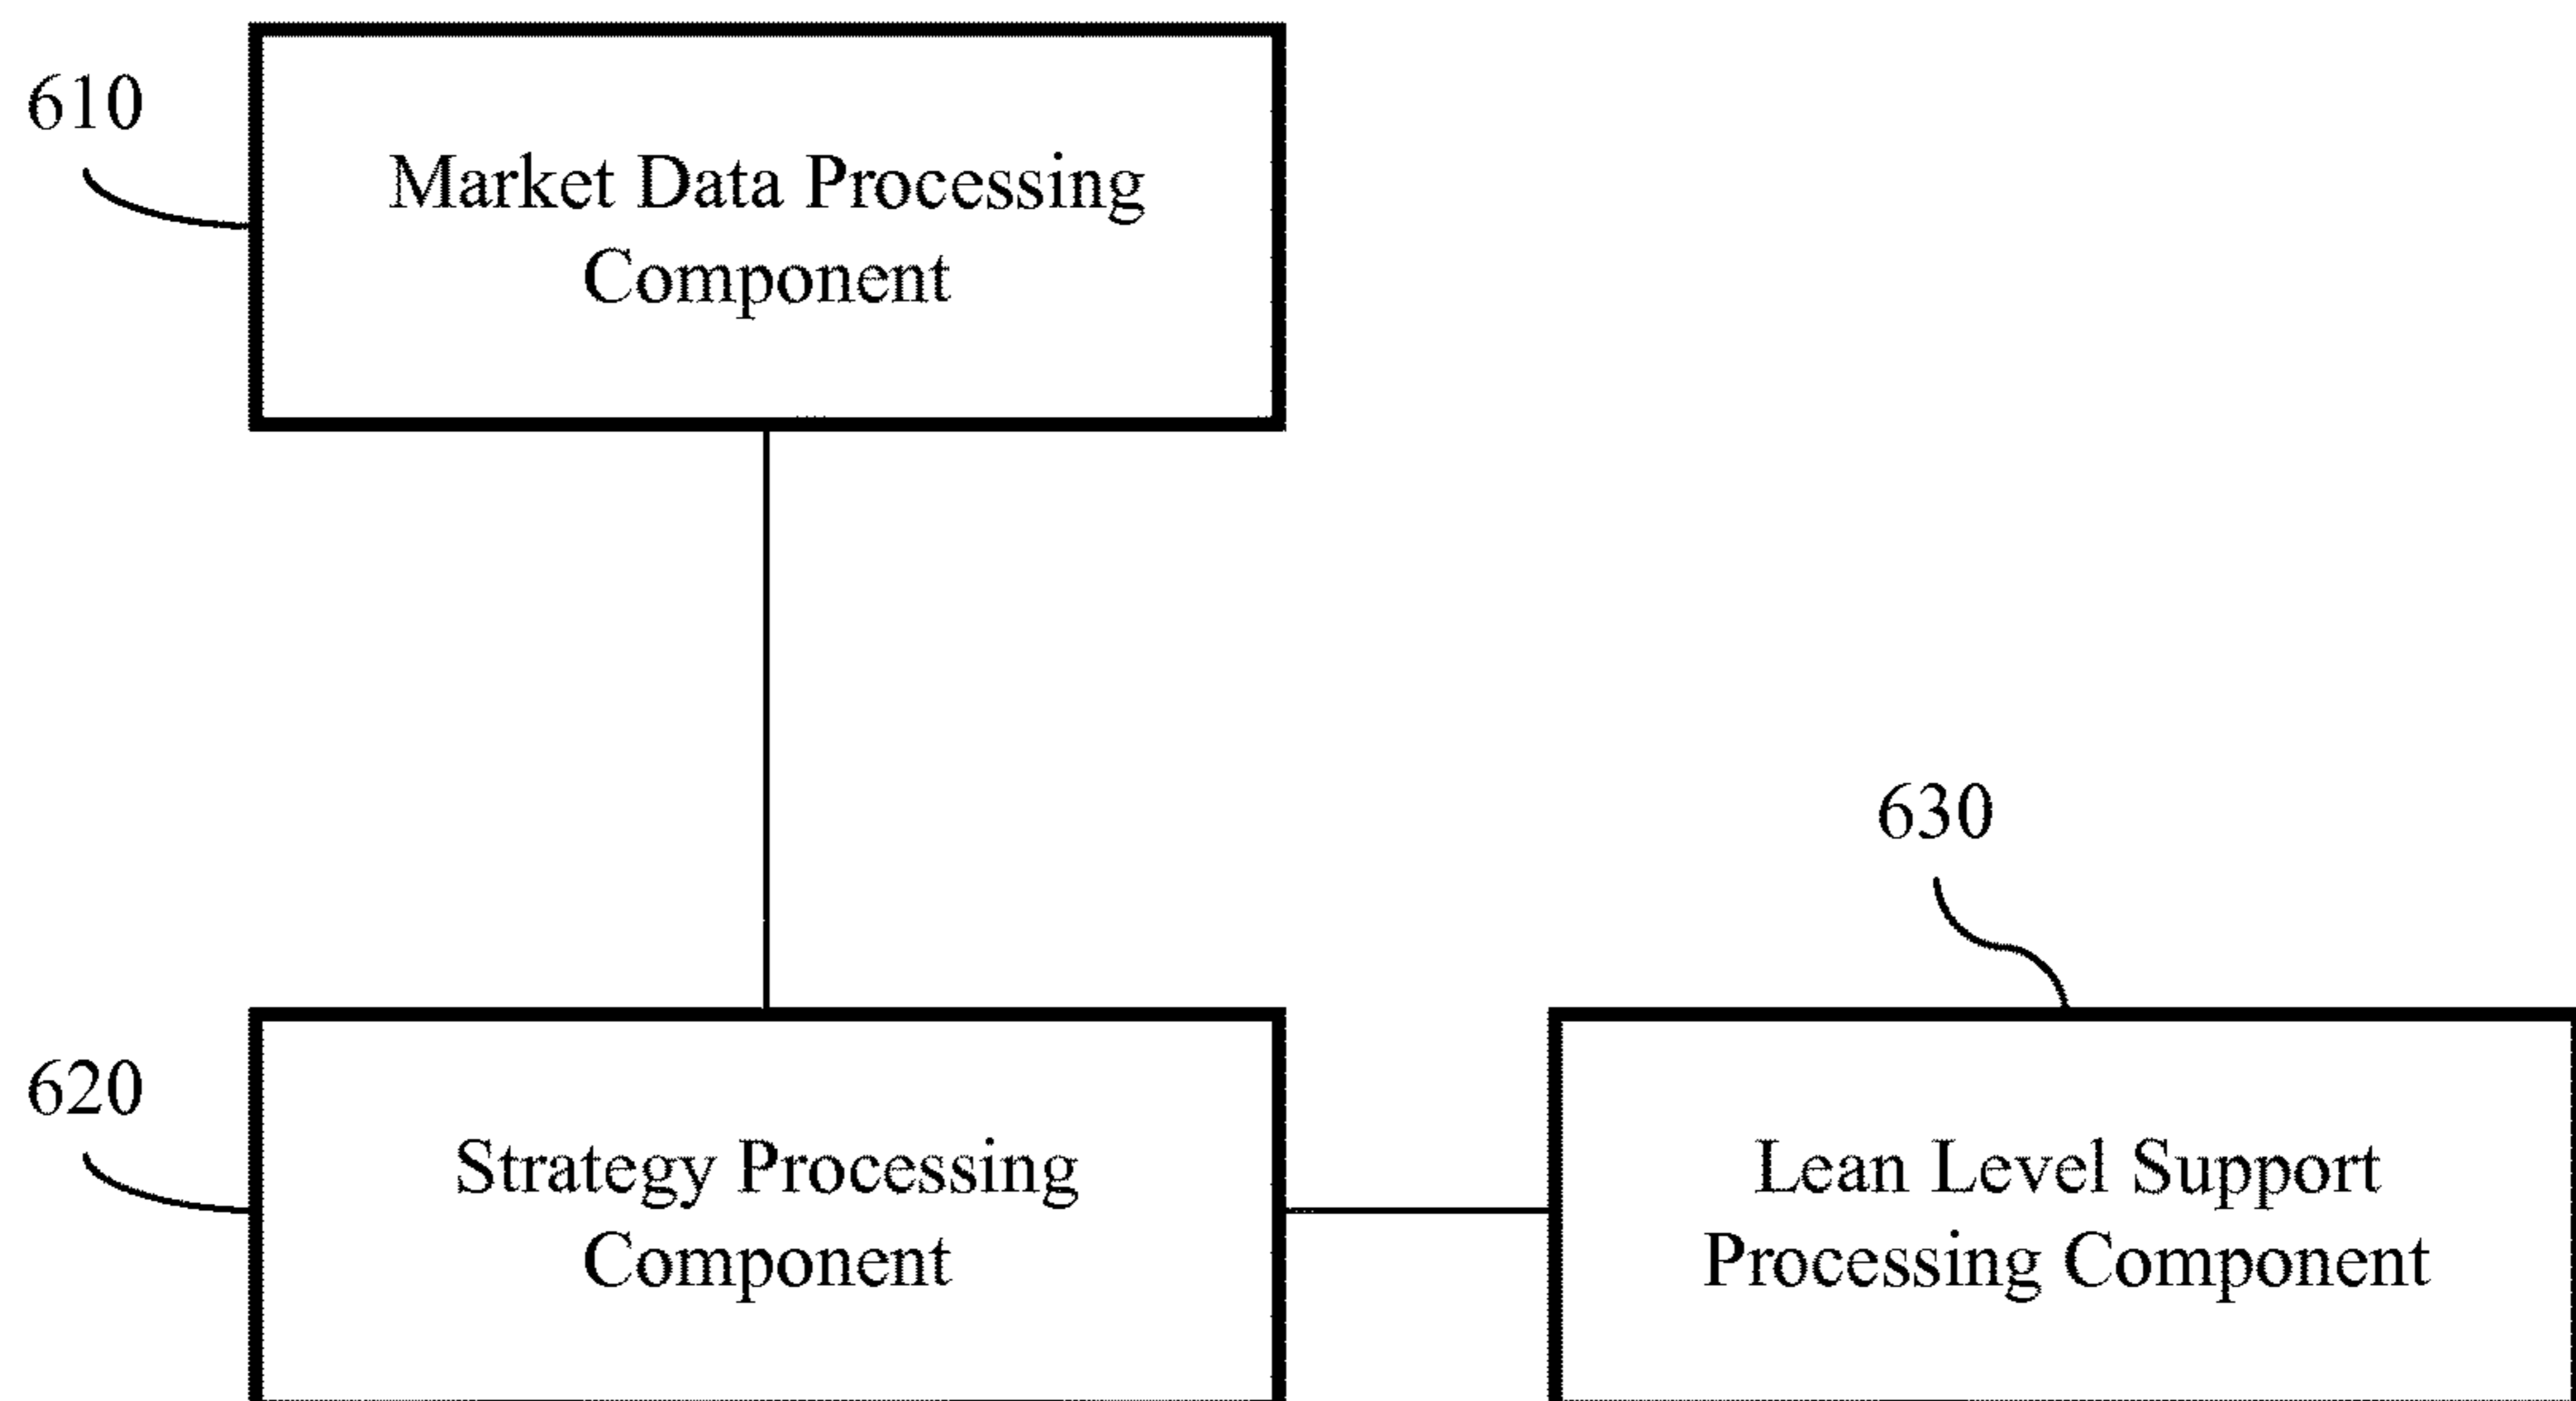 610
Market Data Processing
Component
630
620
Strategy Processing
Component
Lean Level Support
Processing Component